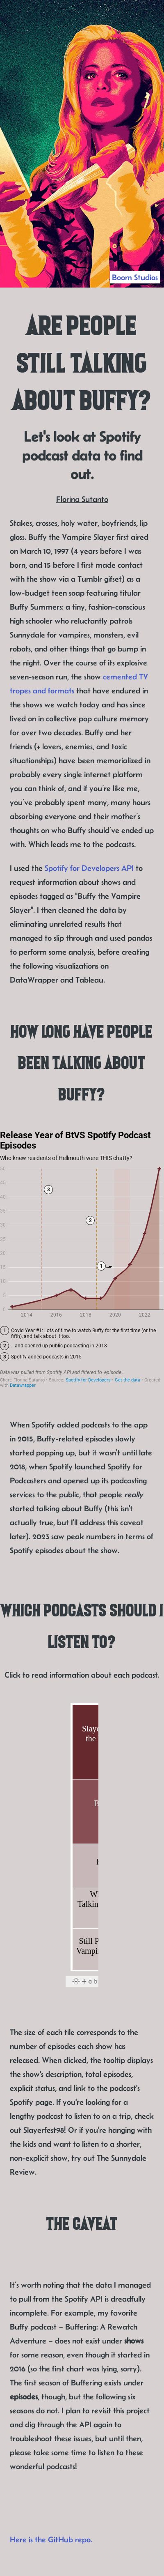 Boom Studios
ARE PEOPLE
STILL TALKING
ABOUT BUFFY?
Let's look at Spotify
podcast data to find
out.
Florina Sutanto
Stakes, crosses, holy water, boyfriends, lip
gloss. Buffy the Vampire Slayer first aired
on March 10, 1997 (4 years before I was
born, and 15 before I first made contact
with the show via a Tumblr gifset) as a
low-budget teen soap featuring titular
Buffy Summers: a tiny, fashion-conscious
high schooler who reluctantly patrols
Sunnydale for vampires, monsters, evil
robots, and other things that go bump in
the night. Over the course of its explosive
seven-season run, the show cemented TV
tropes and formats that have endured in
the shows we watch today and has since
lived on in collective pop culture memory
for over two decades. Buffy and her
friends (+ lovers, enemies, and toxic
situationships) have been memorialized in
probably every single internet platform
you can think of, and if you're like me,
you've probably spent many, many hours
absorbing everyone and their mother's
thoughts on who Buffy should've ended up
with. Which leads me to the podcasts.
I used the Spotify for Developers API to
request information about shows and
episodes tagged as "Buffy the Vampire
Slayer". I then cleaned the data by
eliminating unrelated results that
managed to slip through and used pandas
to perform some analysis, before creating
the following visualizations on
DataWrapper and Tableau.
HOW LONG HAVE PEOPLE
BEEN TALKING ABOUT
BUFFY?
Release Year of BtVS Spotify Podcast
Episodes
Who knew residents of Hellmouth were THIS chatty?
50
45
40
35
30
25
20
15
10
5
0
3
2
1
2014 2016 2018 2020 2022
1 Covid Year #1: Lots of time to watch Buffy for the first time (or the
fifth), and talk about it too.
2 ...and opened up public podcasting in 2018
3 Spotify added podcasts in 2015
Date was pulled from Spotify API and filtered to 'episode'
Chart: Florina Sutanto • Source: Spotify for Developers • Get the data • Created
with Datawrapper
When Spotify added podcasts to the app
in 2015, Buffy-related episodes slowly
started popping up, but it wasn't until late
2018, when Spotify launched Spotify for
Podcasters and opened up its podcasting
services to the public, that people really
started talking about Buffy (this isn't
actually true, but I'll address this caveat
later). 2023 saw peak numbers in terms of
Spotify episodes about the show.
WHICH PODCASTS SHOULD I
LISTEN TO?
Click to read information about each podcast.
Slaye
the
B
Talkin
Still P
Vampi
+ a b
The size of each tile corresponds to the
number of episodes each show has
released. When clicked, the tooltip displays
the show's description, total episodes,
explicit status, and link to the podcast's
Spotify page. If you're looking for a
lengthy podcast to listen to on a trip, check
out Slayerfest98! Or if you're hanging with
the kids and want to listen to a shorter,
non-explicit show, try out The Sunnydale
Review.
THE CAVEAT
It's worth noting that the data I managed
to pull from the Spotify API is dreadfully
incomplete. For example, my favorite
Buffy podcast – Buffering: A Rewatch
Adventure – does not exist under shows
for some reason, even though it started in
2016 (so the first chart was lying, sorry).
The first season of Buffering exists under
episodes, though, but the following six
seasons do not. I plan to revisit this project
and dig through the API again to
troubleshoot these issues, but until then,
please take some time to listen to these
wonderful podcasts!
Here is the GitHub repo.